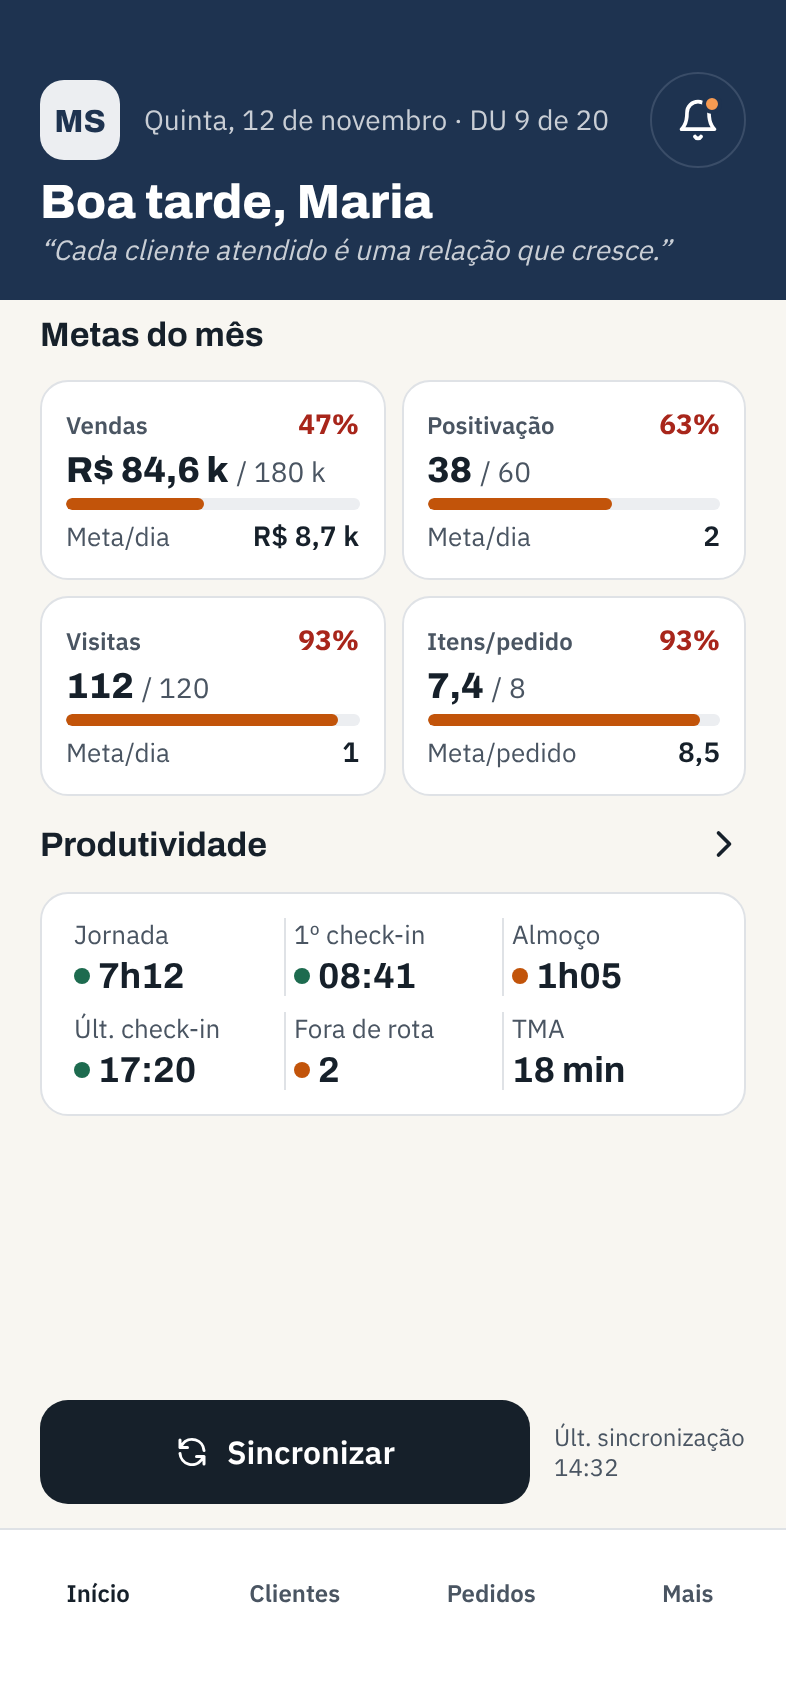 MS
Quinta, 12 de novembro · DU 9 de 20
Boa tarde, Maria
“Cada cliente atendido é uma relação que cresce.”
Metas do mês
Vendas 47%
R$ 84,6 k / 180 k
Meta/dia R$ 8,7 k
Positivação 63%
38 / 60
Meta/dia 2
Visitas 93%
112 / 120
Meta/dia 1
Itens/pedido 93%
7,4 / 8
Meta/pedido 8,5
Produtividade
Jornada
7h12
1º check-in
08:41
Almoço
1h05
Últ. check-in
17:20
Fora de rota
2
TMA
18 min
Sincronizar
Últ. sincronização
14:32
Início Clientes Pedidos Mais